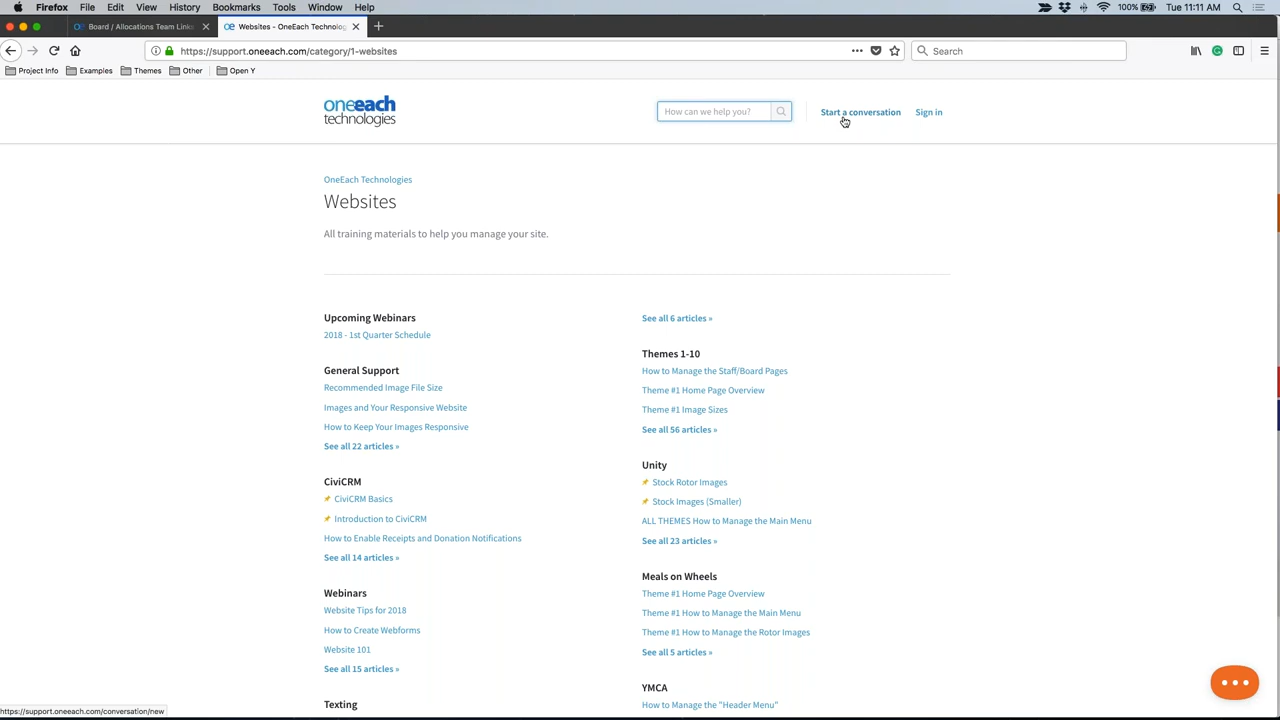 Firefox File Edit View History Bookmarks Tools Window Help 100% Tue 11:11 AM
Board / Allocations Team Links
Websites - OneEach Technolog
https://support.oneeach.com/category/1-websites
Search
Project Info Examples Themes Other Open Y
oneeach
technologies
How can we help you?
Start a conversation
Sign in
OneEach Technologies
Websites
All training materials to help you manage your site.
Upcoming Webinars
2018 - 1st Quarter Schedule
General Support
Recommended Image File Size
Images and Your Responsive Website
How to Keep Your Images Responsive
See all 22 articles »
CiviCRM
CiviCRM Basics
Introduction to CiviCRM
How to Enable Receipts and Donation Notifications
See all 14 articles »
Webinars
Website Tips for 2018
How to Create Webforms
Website 101
See all 15 articles »
Texting
See all 6 articles »
Themes 1-10
How to Manage the Staff/Board Pages
Theme #1 Home Page Overview
Theme #1 Image Sizes
See all 56 articles »
Unity
Stock Rotor Images
Stock Images (Smaller)
ALL THEMES How to Manage the Main Menu
See all 23 articles »
Meals on Wheels
Theme #1 Home Page Overview
Theme #1 How to Manage the Main Menu
Theme #1 How to Manage the Rotor Images
See all 5 articles »
YMCA
How to Manage the "Header Menu"
https://support.oneeach.com/conversation/new